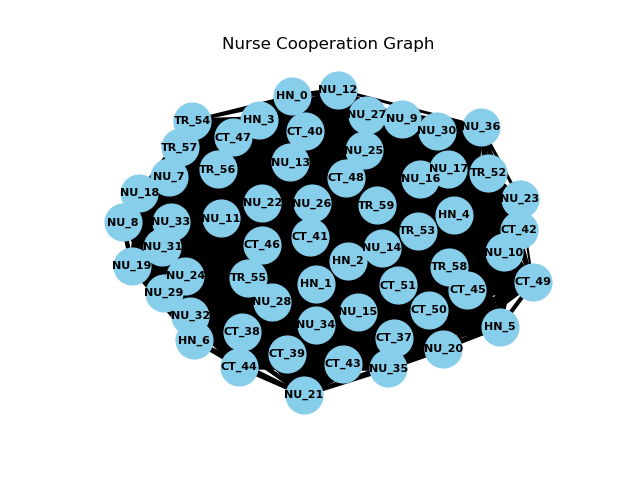 Nurse Cooperation Graph
NU_12
HN_0
NU_27
NU_9
TR_54
HN_3
NU_36
CT_47
CT_40
NU_30
TR_57
NU_25
NU_13
TR_56
NU_17
TR_52
NU_7
CT_48
NU_16
NU_18
NU_23
NU_22
NU_26
TR_59
NU_8
NU_33
NU_11
HN_4
CT_42
TR_53
CT_41
NU_31
CT_46
NU_14
NU_10
HN_2
NU_19
TR_58
NU_24
TR_55
HN_1
CT_51
CT_49
CT_45
NU_29
NU_28
NU_15
CT_50
NU_32
NU_34
HN_5
CT_38
HN_6
CT_37
NU_20
CT_39
CT_43
CT_44
NU_35
NU_21